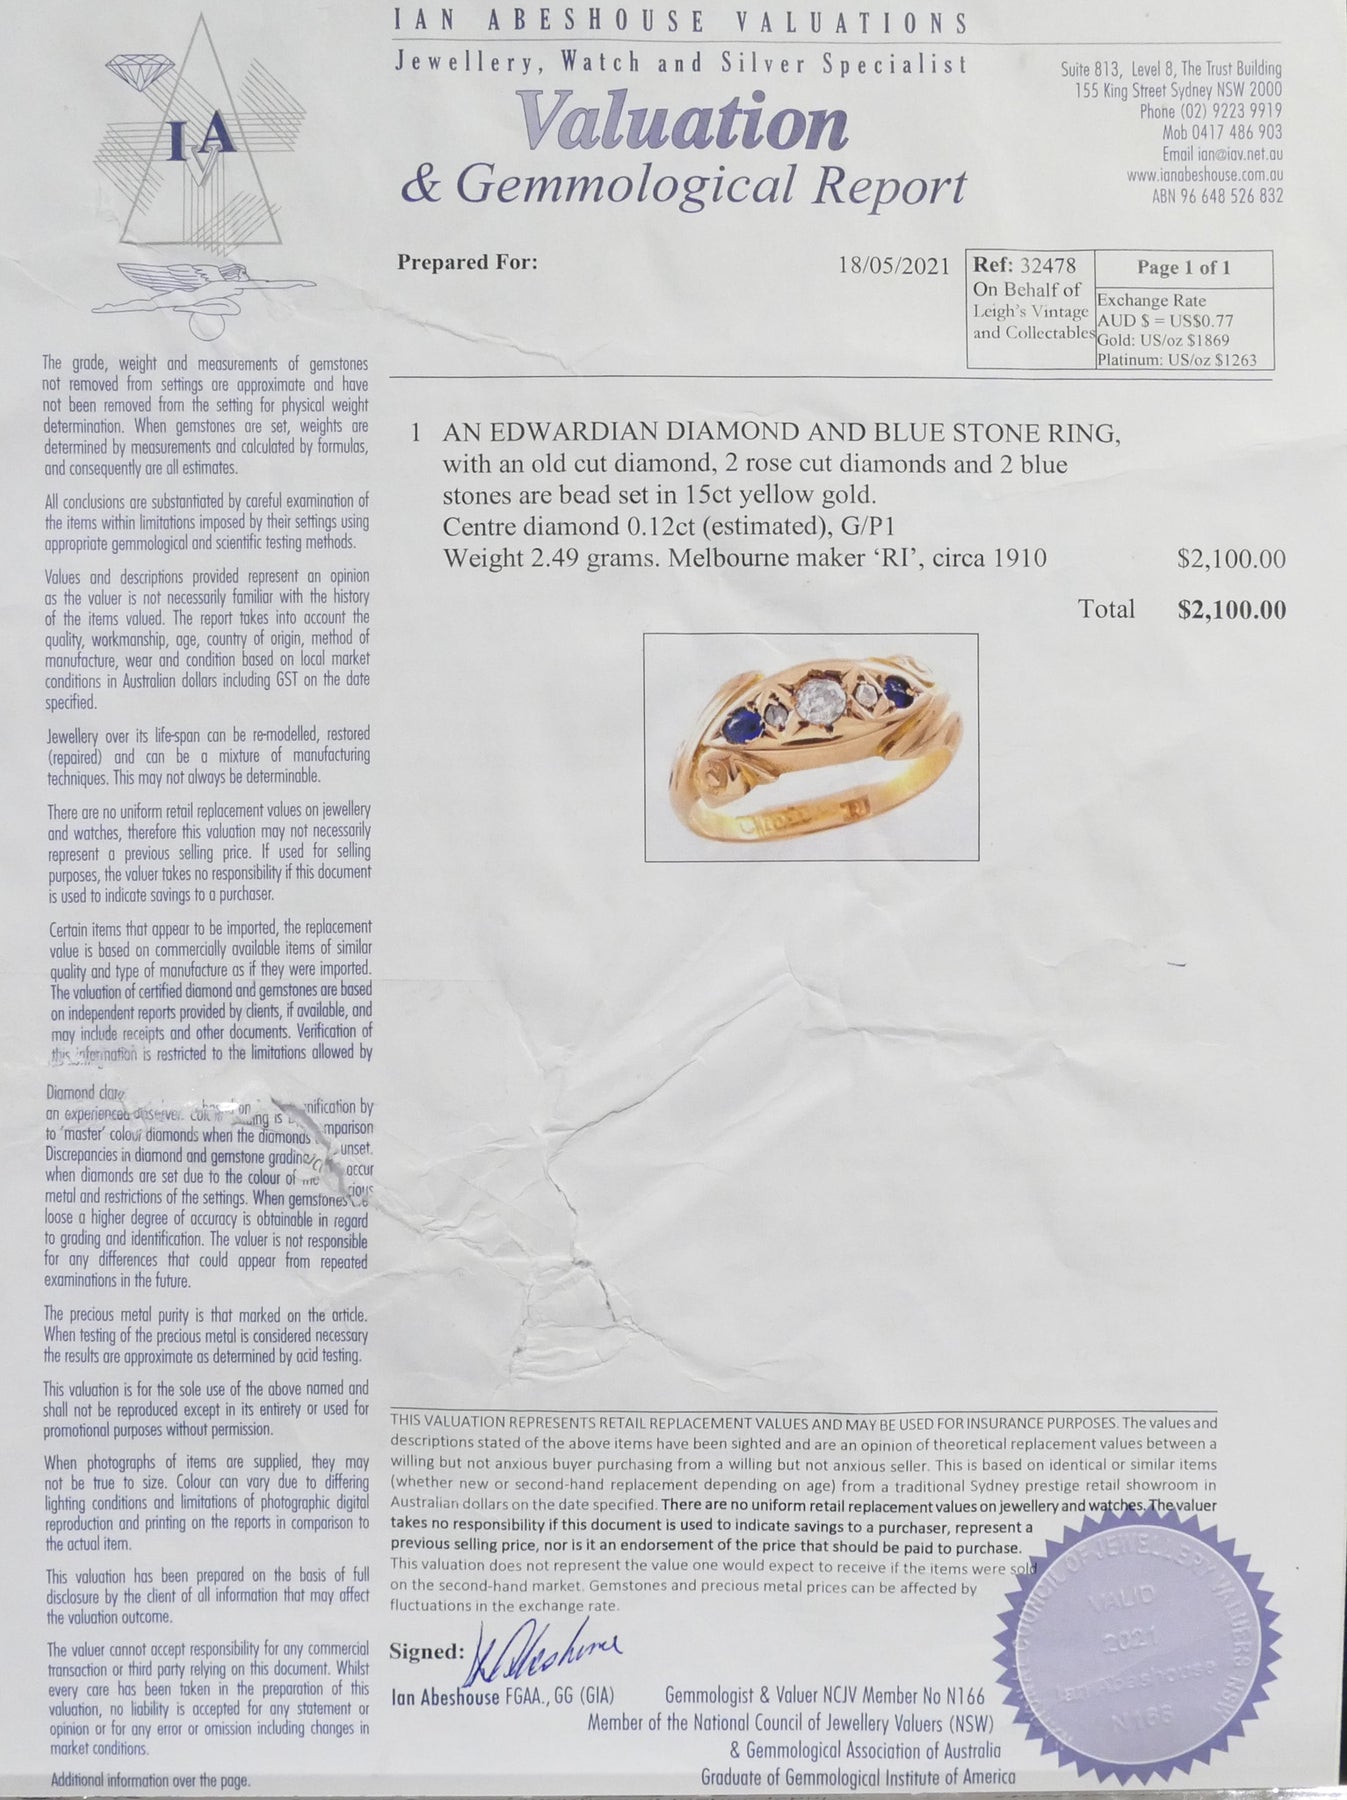 IAN ABESHOUSE VALUATIONS
Jewellery, Watch and Silver Specialist
Valuation
& Gemmological Report
Suite 813, Level 8, The Trust Building
155 King Street Sydney NSW 2000
Phone (02) 9223 9919
Mob 0417 486 903
Email ian@iav.net.au
www.ianabeshouse.com.au
ABN 96 648 526 832
IVA
Prepared For:
18/05/2021
Ref: 32478
On Behalf of
Leigh's Vintage
and Collectables
Page 1 of 1
Exchange Rate
AUD $ = US$0.77
Gold: US/oz $1869
Platinum: US/oz $1263
The grade, weight and measurements of gemstones
not removed from settings are approximate and have
not been removed from the setting for physical weight
determination. When gemstones are set, weights are
determined by measurements and calculated by formulas,
and consequently are all estimates.
All conclusions are substantiated by careful examination of
the items within limitations imposed by their settings using
appropriate gemmological and scientific testing methods.
Values and descriptions provided represent an opinion
as the valuer is not necessarily familiar with the history
of the items valued. The report takes into account the
quality, workmanship, age, country of origin, method of
manufacture, wear and condition based on local market
conditions in Australian dollars including GST on the date
specified.
Jewellery over its life-span can be re-modelled, restored
(repaired) and can be a mixture of manufacturing
techniques. This may not always be determinable.
There are no uniform retail replacement values on jewellery
and watches, therefore this valuation may not necessarily
represent a previous selling price. If used for selling
purposes, the valuer takes no responsibility if this document
is used to indicate savings to a purchaser.
Certain items that appear to be imported, the replacement
value is based on commercially available items of similar
quality and type of manufacture as if they were imported.
The valuation of certified diamond and gemstones are based
on independent reports provided by clients, if available, and
may include receipts and other documents. Verification of
this information is restricted to the limitations allowed by
Diamond
an experienced observer. on ing is nification by
to 'master' colour diamonds when the diamonds mparison
Discrepancies in diamond and gemstone grading unset.
when diamonds are set due to the colour of occur
metal and restrictions of the settings. When gemstones
loose a higher degree of accuracy is obtainable in regard
to grading and identification. The valuer is not responsible
for any differences that could appear from repeated
examinations in the future.
The precious metal purity is that marked on the article.
When testing of the precious metal is considered necessary
the results are approximate as determined by acid testing.
This valuation is for the sole use of the above named and
shall not be reproduced except in its entirety or used for
promotional purposes without permission.
When photographs of items are supplied, they may
not be true to size. Colour can vary due to differing
lighting conditions and limitations of photographic digital
reproduction and printing on the reports in comparison to
the actual item.
This valuation has been prepared on the basis of full
disclosure by the client of all information that may affect
the valuation outcome.
The valuer cannot accept responsibility for any commercial
transaction or third party relying on this document. Whilst
every care has been taken in the preparation of this
valuation, no liability is accepted for any statement or
opinion or for any error or omission including changes in
market conditions.
Additional information over the page.
1 AN EDWARDIAN DIAMOND AND BLUE STONE RING,
with an old cut diamond, 2 rose cut diamonds and 2 blue
stones are bead set in 15ct yellow gold.
Centre diamond 0.12ct (estimated), G/P1
Weight 2.49 grams. Melbourne maker 'RI', circa 1910 $2,100.00
Total $2,100.00
THIS VALUATION REPRESENTS RETAIL REPLACEMENT VALUES AND MAY BE USED FOR INSURANCE PURPOSES. The values and
descriptions stated of the above items have been sighted and are an opinion of theoretical replacement values between a
willing but not anxious buyer purchasing from a willing but not anxious seller. This is based on identical or similar items
(whether new or second-hand replacement depending on age) from a traditional Sydney prestige retail showroom in
Australian dollars on the date specified. There are no uniform retail replacement values on jewellery and watches. The valuer
takes no responsibility if this document is used to indicate savings to a purchaser, represent a
previous selling price, nor is it an endorsement of the price that should be paid to purchase.
This valuation does not represent the value one would expect to receive if the items were sold
on the second-hand market. Gemstones and precious metal prices can be affected by
fluctuations in the exchange rate.
Signed:
Ian Abeshouse FGAA., GG (GIA)
Gemmologist & Valuer NCJV Member No N166
Member of the National Council of Jewellery Valuers (NSW)
& Gemmological Association of Australia
Graduate of Gemmological Institute of America
COUNCIL OF JEWELLERY VALUERS NSW
VALID
2021
Ian Abeshouse
N166